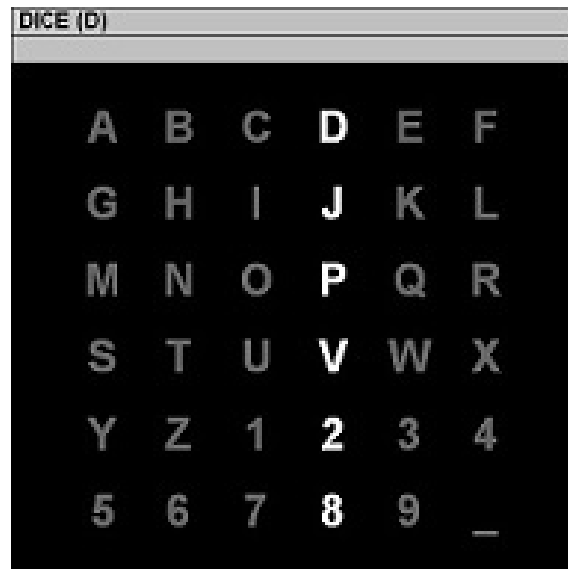 DICE (D)
A B C D E F
G H I J K L
M N O P Q R
S T U V W X
Y Z 1 2 3 4
5 6 7 8 9 _